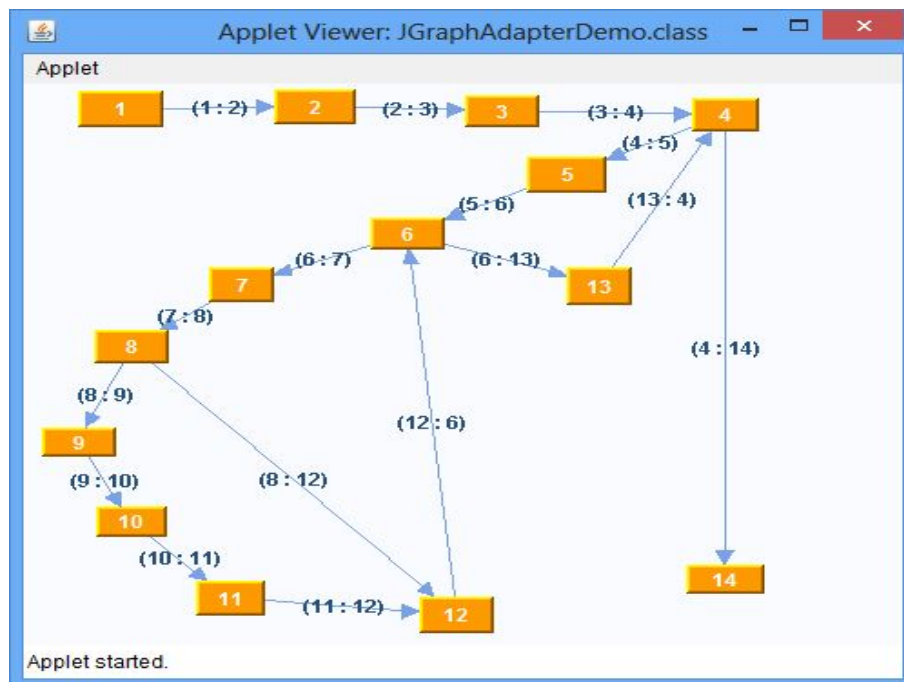 Applet Viewer: JGraphAdapterDemo.class
Applet
1 (1 : 2) 2 (2 : 3) 3 (3 : 4) 4
(4 : 5)
5
(5 : 6) (13 : 4)
6
(6 : 7) (6 : 13)
7 13
(7 : 8)
8 (4 : 14)
(8 : 9)
(12 : 6)
9
(9 : 10) (8 : 12)
10
(10 : 11)
11 14
(11 : 12) 12
Applet started.